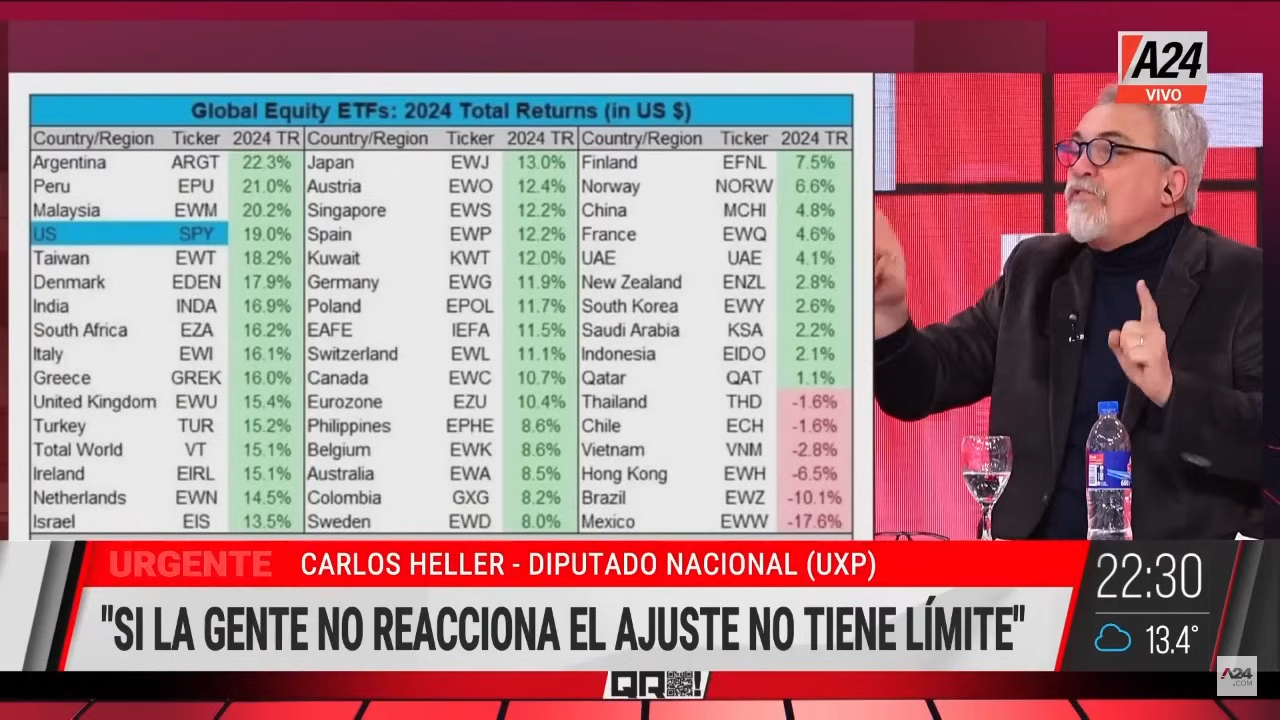 A24
VIVO
Global Equity ETFs: 2024 Total Returns (in US $)
Country/Region Ticker 2024 TR Country/Region Ticker 2024 TR Country/Region Ticker 2024 TR
Argentina ARGT 22.3% Japan EWJ 13.0% Finland EFNL 7.5%
Peru EPU 21.0% Austria EWO 12.4% Norway NORW 6.6%
Malaysia EWM 20.2% Singapore EWS 12.2% China MCHI 4.8%
US SPY 19.0% Spain EWP 12.2% France EWQ 4.6%
Taiwan EWT 18.2% Kuwait KWT 12.0% UAE UAE 4.1%
Denmark EDEN 17.9% Germany EWG 11.9% New Zealand ENZL 2.8%
India INDA 16.9% Poland EPOL 11.7% South Korea EWY 2.6%
South Africa EZA 16.2% EAFE IEFA 11.5% Saudi Arabia KSA 2.2%
Italy EWI 16.1% Switzerland EWL 11.1% Indonesia EIDO 2.1%
Greece GREK 16.0% Canada EWC 10.7% Qatar QAT 1.1%
United Kingdom EWU 15.4% Eurozone EZU 10.4% Thailand THD -1.6%
Turkey TUR 15.2% Philippines EPHE 8.6% Chile ECH -1.6%
Total World VT 15.1% Belgium EWK 8.6% Vietnam VNM -2.8%
Ireland EIRL 15.1% Australia EWA 8.5% Hong Kong EWH -6.5%
Netherlands EWN 14.5% Colombia GXG 8.2% Brazil EWZ -10.1%
Israel EIS 13.5% Sweden EWD 8.0% Mexico EWW -17.6%
URGENTE CARLOS HELLER - DIPUTADO NACIONAL (UXP)
"SI LA GENTE NO REACCIONA EL AJUSTE NO TIENE LÍMITE"
22:30
13.4°
QR!
A24
.COM